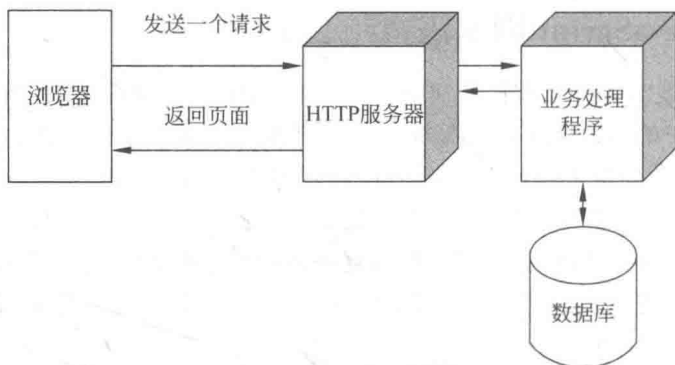 发送一个请求
浏览器
返回页面
HTTP服务器
业务处理
程序
数据库